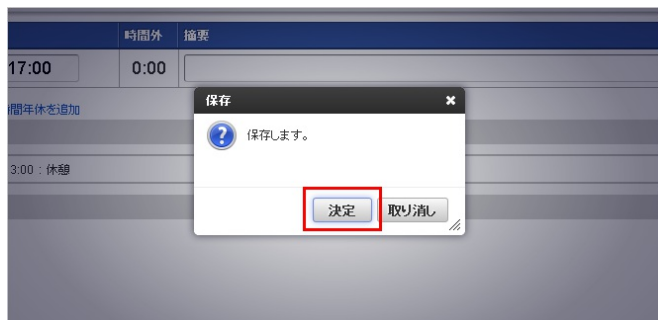 時間外 摘要
17:00 0:00
間年休を追加
保存
保存します。
3:00 : 休憩
決定 取り消し